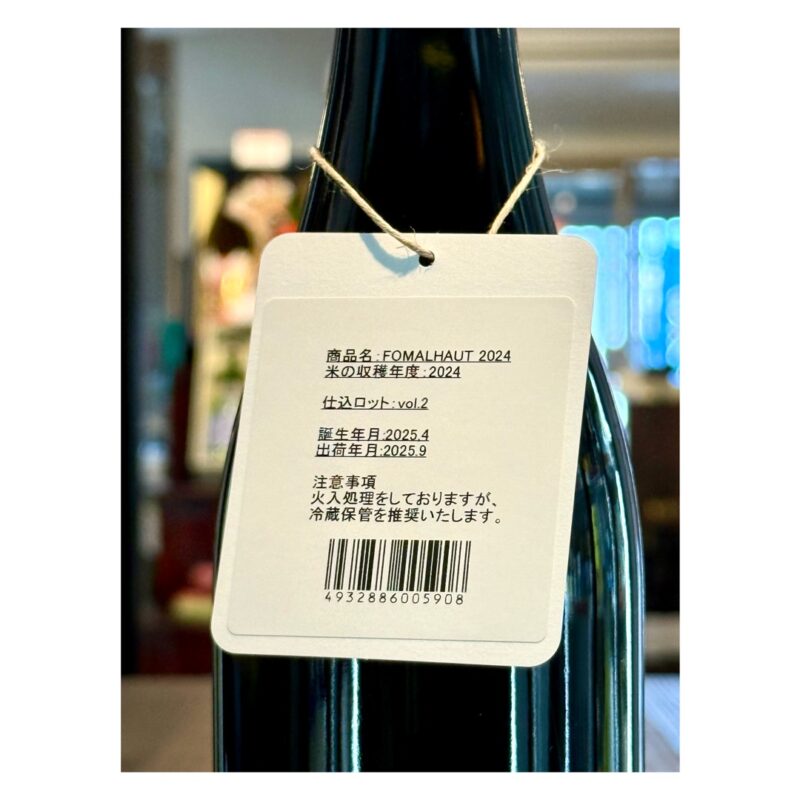 商品名:FOMALHAUT 2024
米の収穫年度:2024
仕込ロット:vol.2
誕生年月:2025.4
出荷年月:2025.9
注意事項
火入処理をしておりますが、
冷蔵保管を推奨いたします。
4932886005908